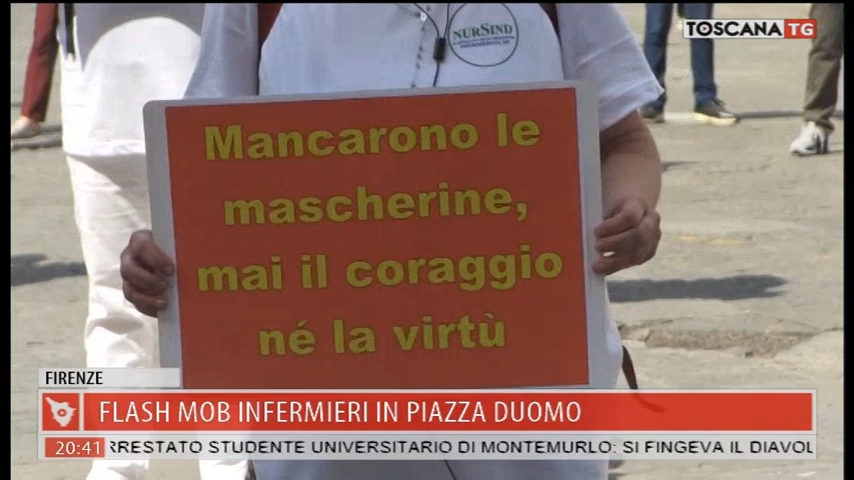 NURSIND
TOSCANA TG
Mancarono le
mascherine,
mai il coraggio
né la virtù
FIRENZE
FLASH MOB INFERMIERI IN PIAZZA DUOMO
20:41 RRESTATO STUDENTE UNIVERSITARIO DI MONTEMURLO: SI FINGEVA IL DIAVOL